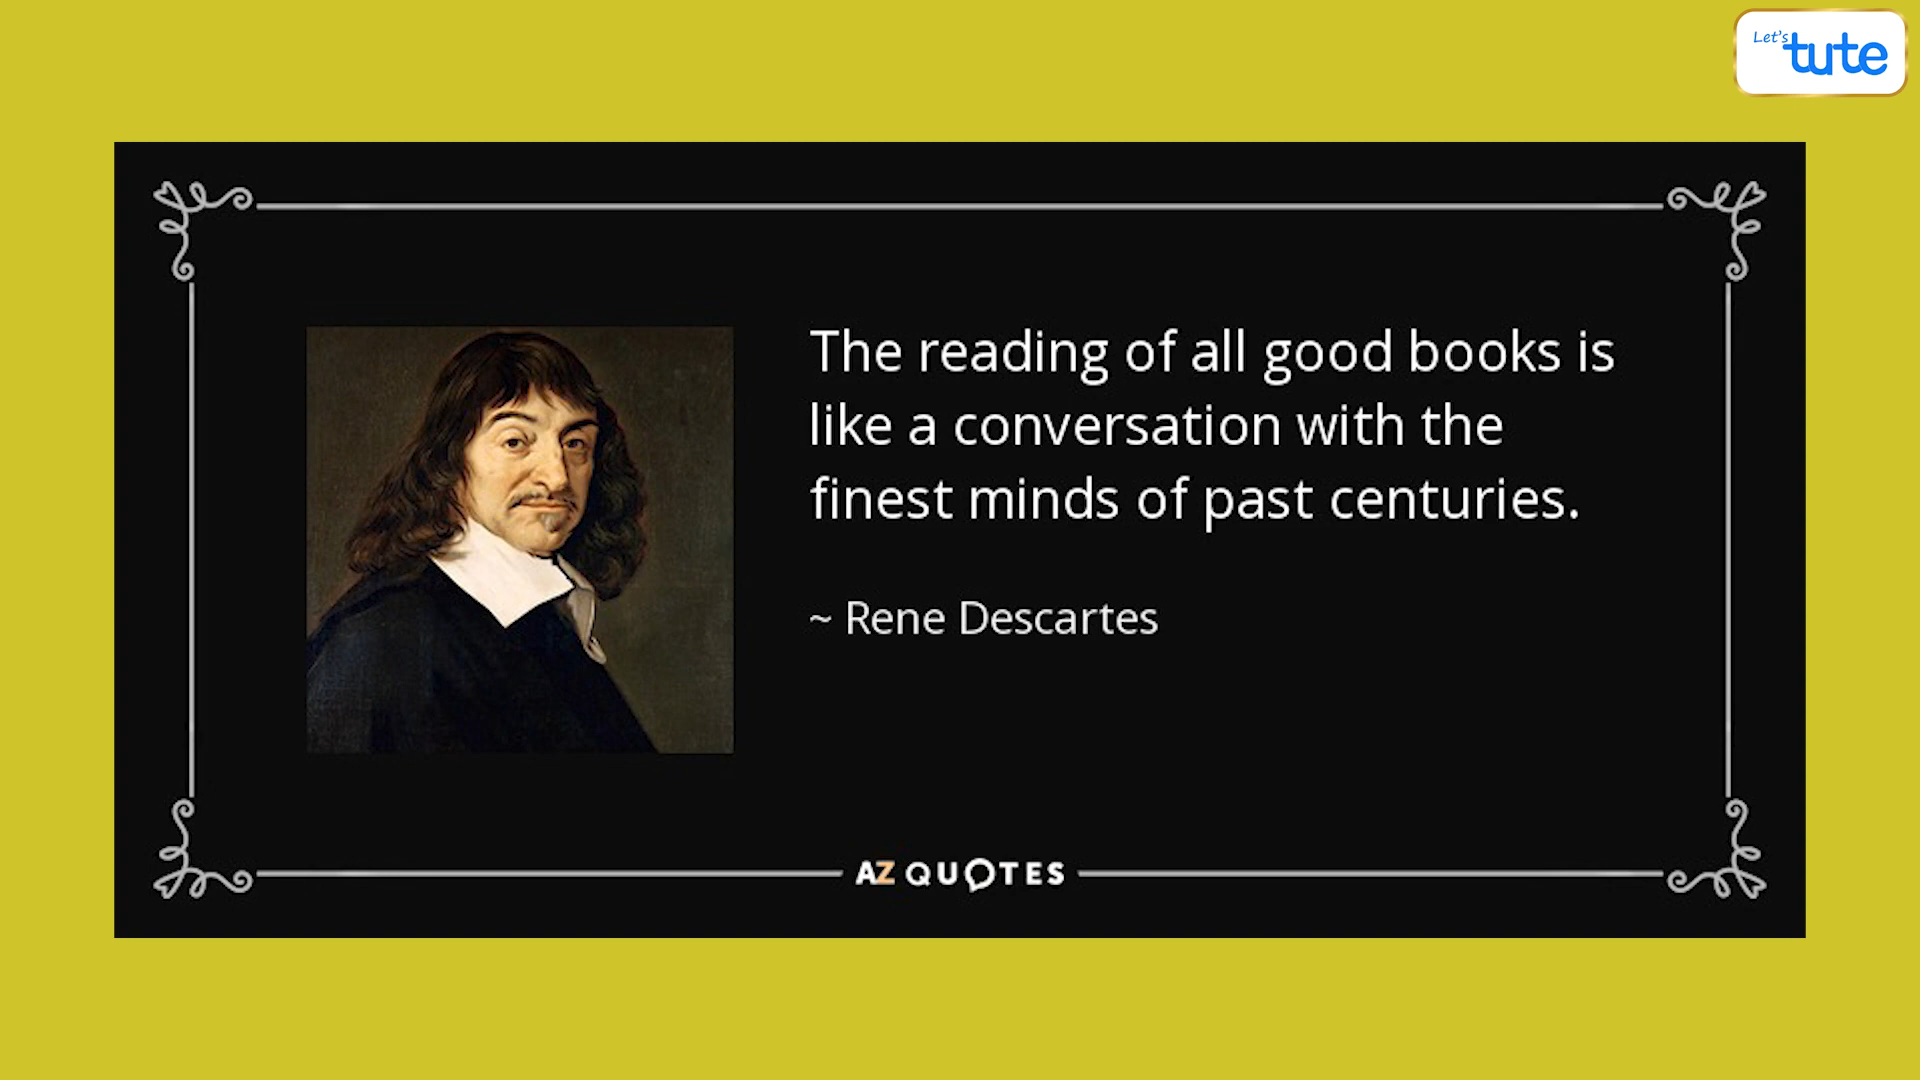 Let's tute
The reading of all good books is
like a conversation with the
finest minds of past centuries.
~ Rene Descartes
AZ QUOTES